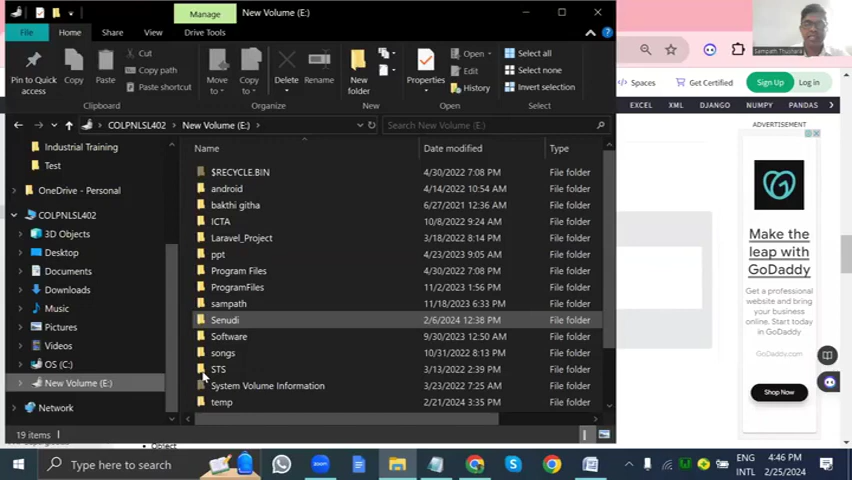 Manage
New Volume (E:)
File
Home
Share
View
Drive Tools
Pin to Quick
access
Copy
Paste
Cut
Copy path
Paste shortcut
Clipboard
Move
to
Copy
to
Delete
Rename
Organize
New
folder
New
Properties
Open
Edit
History
Open
Select all
Select none
Invert selection
Select
COLPNLSL402
New Volume (E:)
Search New Volume (E:)
Industrial Training
Test
OneDrive - Personal
COLPNLSL402
3D Objects
Desktop
Documents
Downloads
Music
Pictures
Videos
OS (C:)
New Volume (E:)
Network
Name Date modified Type
$RECYCLE.BIN 4/30/2022 7:08 PM File folder
android 4/14/2022 10:54 AM File folder
bakthi githa 6/27/2021 12:36 AM File folder
ICTA 10/8/2022 9:24 AM File folder
Laravel_Project 3/18/2022 8:14 PM File folder
ppt 4/23/2023 9:05 AM File folder
Program Files 4/30/2022 7:08 PM File folder
ProgramFiles 11/2/2023 1:56 PM File folder
sampath 11/18/2023 6:33 PM File folder
Senudi 2/6/2024 12:38 PM File folder
Software 9/30/2023 12:50 AM File folder
songs 10/31/2022 8:13 PM File folder
STS 3/13/2022 2:39 PM File folder
System Volume Information 3/23/2022 7:25 AM File folder
temp 2/21/2024 3:35 PM File folder
19 items
Object
Sampath Thushara
Spaces
Get Certified
Sign Up
Log in
EXCEL XML DJANGO NUMPY PANDAS
ADVERTISEMENT
Make the
leap with
GoDaddy
Get a professional
website and bring
your business
online. Start today
in GoDaddy
GoDaddy.com
Shop Now
Type here to search
ENG
INTL
4:46 PM
2/25/2024